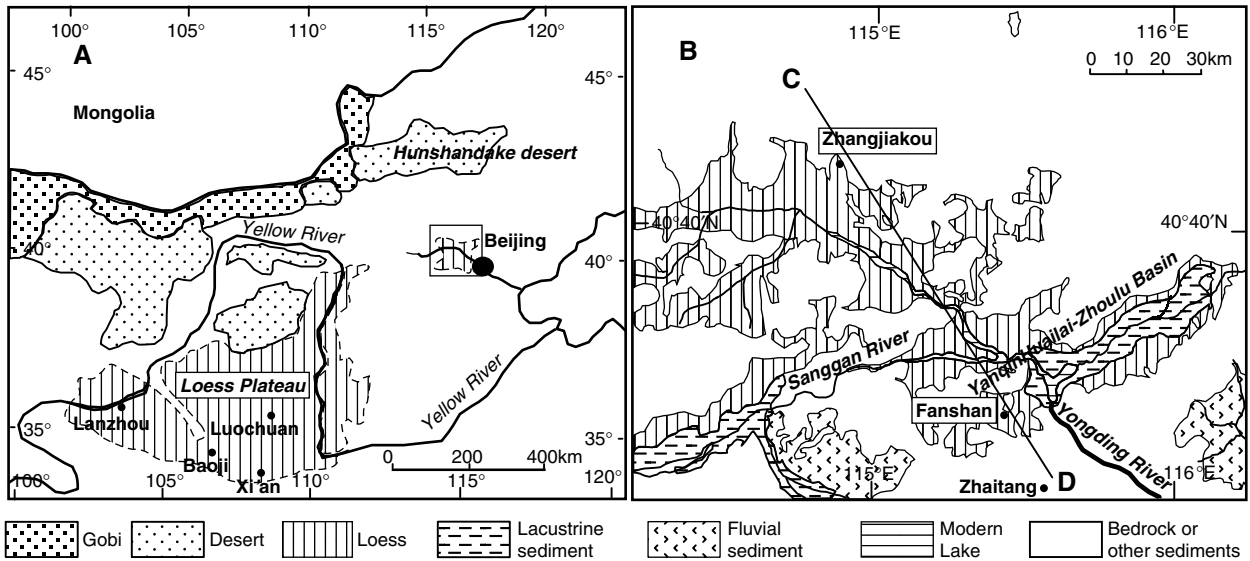 100° 105° 110° 115° 120°
A
45° 45°
Mongolia
Hunshandake desert
Yellow River
Beijing
40° 40°
Loess Plateau
Yellow River
Lanzhou
Luochuan
35° 35°
Baoji
Xi'an
0 200 400km
100° 105° 110° 115° 120°
115°E 116°E
B
0 10 20 30km
C
Zhangjiakou
40°40′N 40°40′N
Yanqin
Huailai-Zhoulu Basin
Sanggan River
Fanshan
Yongding River
115°E 116°E
Zhaitang
D
Gobi
Desert
Loess
Lacustrine
sediment
Fluvial
sediment
Modern
Lake
Bedrock or
other sediments